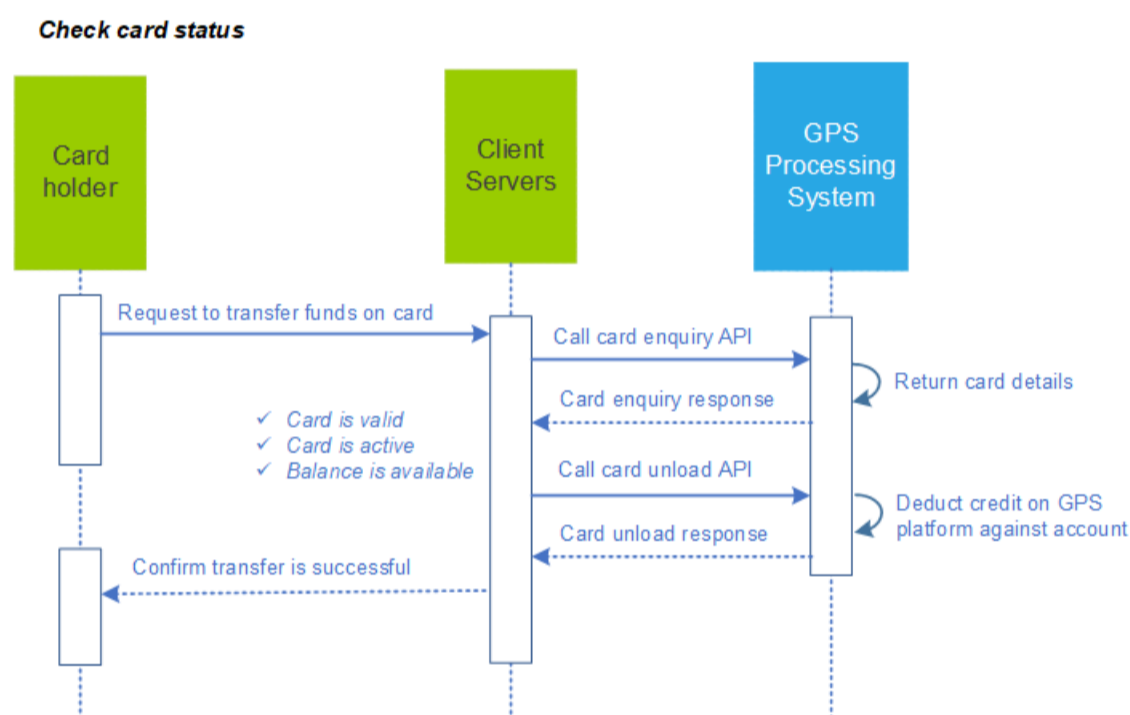 Check card status
Card
holder
Client
Servers
GPS
Processing
System
Request to transfer funds on card
Call card enquiry API
Return card details
Card enquiry response
✓ Card is valid
✓ Card is active
✓ Balance is available
Call card unload API
Deduct credit on GPS
platform against account
Card unload response
Confirm transfer is successful